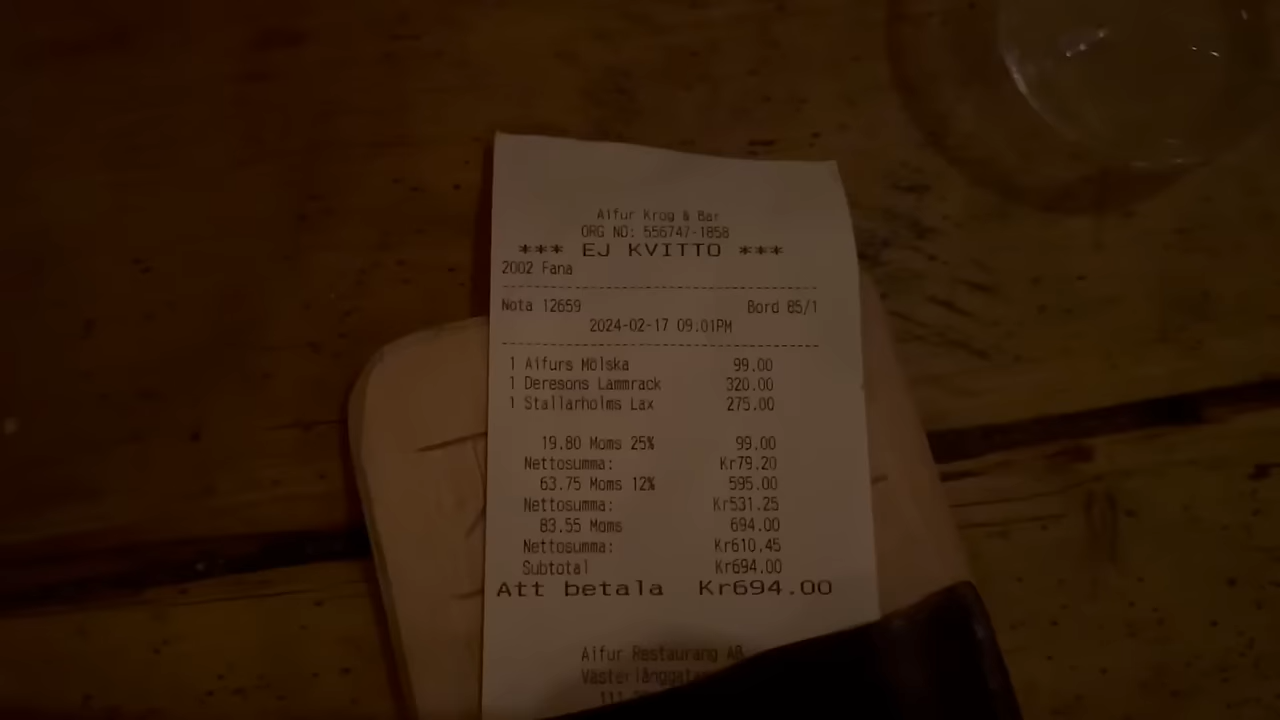 Aifur Krog & Bar
ORG NO: 556747-1858
*** EJ KVITTO ***
2002 Fana
Nota 12659 Bord 85/1
2024-02-17 09:01PM
1 Aifurs Mölska 99.00
1 Deresons Lammrack 320.00
1 Stallarholms Lax 275.00
19.80 Moms 25% 99.00
Nettosumma: Kr79.20
63.75 Moms 12% 595.00
Nettosumma: Kr531.25
83.55 Moms 694.00
Nettosumma: Kr610.45
Subtotal Kr694.00
Att betala Kr694.00
Aifur Restaurang AB